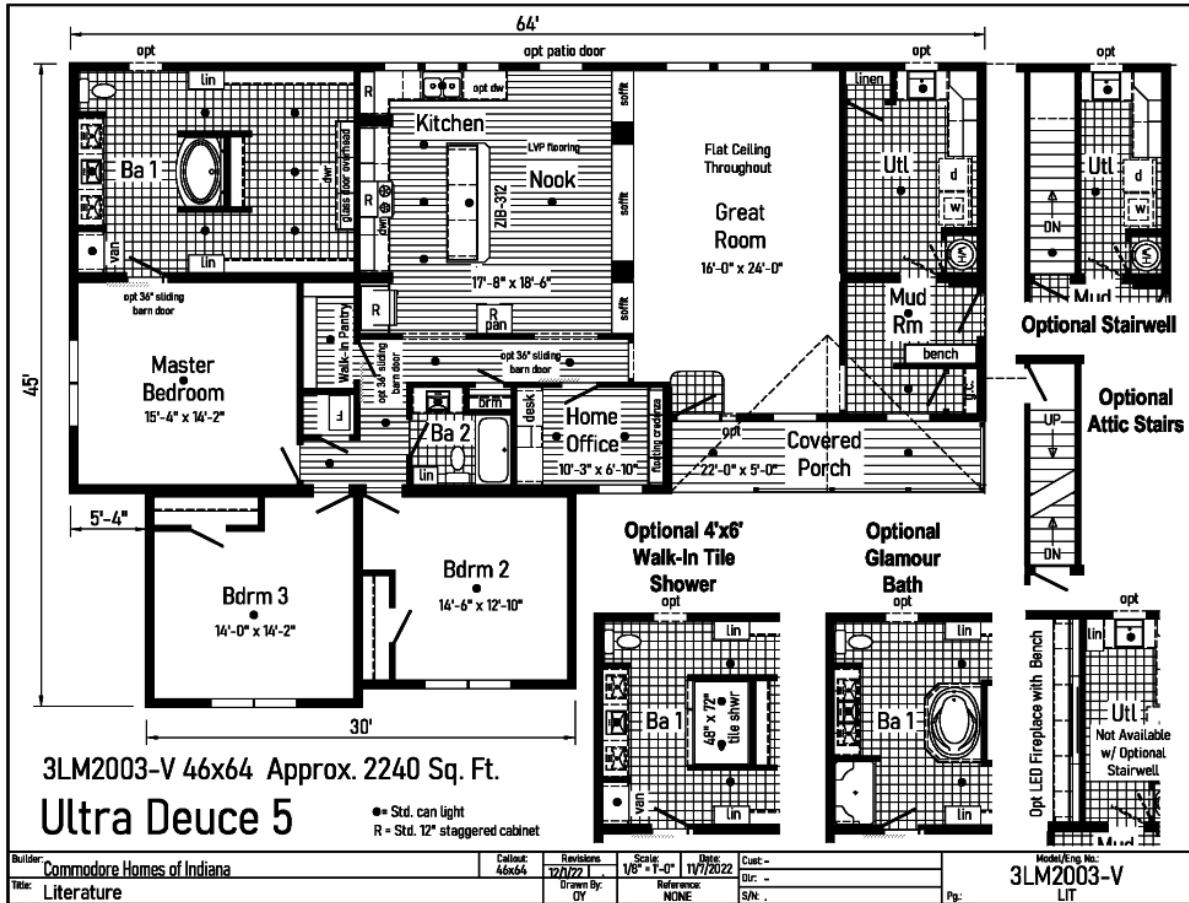 64'
opt
opt patio door
opt
opt
lin
R
opt dw
soffit
linen
Kitchen
LVP flooring
Flat Ceiling
Throughout
Utl
Utl
Ba 1
glass door overhead
dwr
R
dwn
ZIB-312
Nook
soffit
Great
Room
16'-0" x 24'-0"
d
w
d
w
DN
WH
WH
van
lin
17'-8" x 18'-6"
soffit
opt 36" sliding
barn door
R
R
pan
Mud
Rm
Mud
Optional Stairwell
45'
Walk-In Pantry
Master
Bedroom
15'-4" x 14'-2"
opt 36" sliding
barn door
opt 36" sliding
barn door
bench
F
brm
desk
Home
Office
10'-3" x 6'-10"
floating credenza
g.c.
Ba 2
lin
opt
Covered
Porch
22'-0" x 5'-0"
UP
DN
Optional
Attic Stairs
5'-4"
Bdrm 3
14'-0" x 14'-2"
Bdrm 2
14'-6" x 12'-10"
30'
Optional 4'x6'
Walk-In Tile
Shower
opt
lin
Ba 1
48" x 72"
tile shwr
van
lin
Optional
Glamour
Bath
opt
lin
Ba 1
lin
opt
lin
Opt LED Fireplace with Bench
Utl
Not Available
w/ Optional
Stairwell
Mud
3LM2003-V 46x64 Approx. 2240 Sq. Ft.
Ultra Deuce 5
● = Std. can light
R = Std. 12" staggered cabinet
Builder: Commodore Homes of Indiana
Callout: 46x64
Revisions 12/1/22
Scale: 1/8" = 1'-0"
Date: 11/7/2022
Cust: -
Dlr: -
S/N: .
Model/Eng. No.: 3LM2003-V
Title: Literature
Drawn By: OY
Reference: NONE
Pg.: LIT